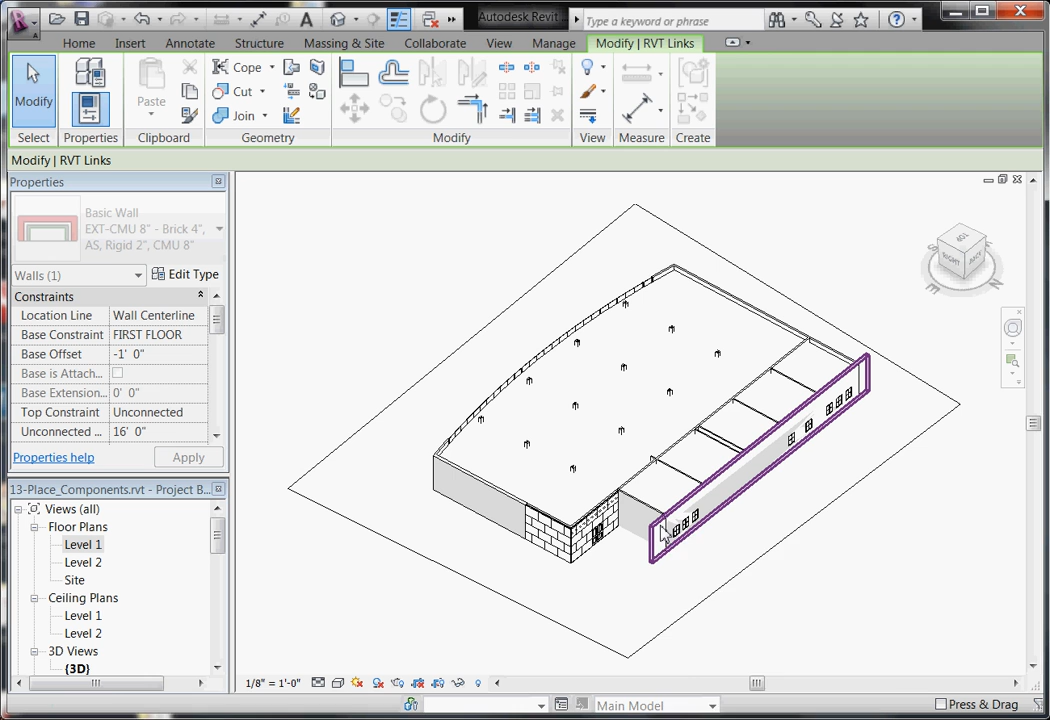 Autodesk Revit ...
Type a keyword or phrase
Home Insert Annotate Structure Massing & Site Collaborate View Manage Modify | RVT Links
Modify
Paste
Cope
Cut
Join
Select Properties Clipboard Geometry Modify View Measure Create
Modify | RVT Links
Properties
Basic Wall
EXT-CMU 8" - Brick 4",
AS, Rigid 2", CMU 8"
Walls (1) Edit Type
Constraints
Location Line Wall Centerline
Base Constraint FIRST FLOOR
Base Offset -1' 0"
Base is Attach...
Base Extension... 0' 0"
Top Constraint Unconnected
Unconnected ... 16' 0"
Properties help Apply
13-Place_Components.rvt - Project B...
Views (all)
Floor Plans
Level 1
Level 2
Site
Ceiling Plans
Level 1
Level 2
3D Views
{3D}
TOP
RIGHT
1/8" = 1'-0"
Main Model
Press & Drag